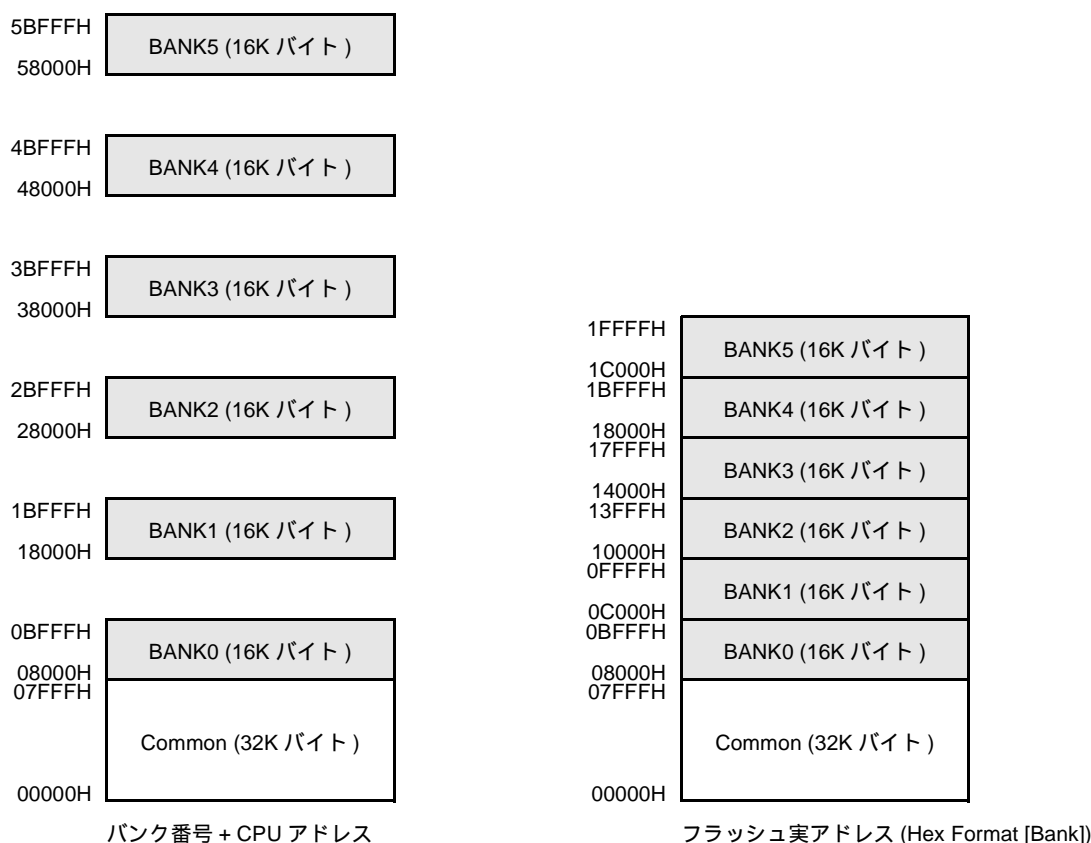 5BFFFH
BANK5 (16K バイト )
58000H
4BFFFH
BANK4 (16K バイト )
48000H
3BFFFH
BANK3 (16K バイト )
38000H
2BFFFH
BANK2 (16K バイト )
28000H
1BFFFH
BANK1 (16K バイト )
18000H
0BFFFH
BANK0 (16K バイト )
08000H
07FFFH
Common (32K バイト )
00000H
バンク番号 + CPU アドレス
1FFFFH
BANK5 (16K バイト )
1C000H
1BFFFH
BANK4 (16K バイト )
18000H
17FFFH
BANK3 (16K バイト )
14000H
13FFFH
BANK2 (16K バイト )
10000H
0FFFFH
BANK1 (16K バイト )
0C000H
0BFFFH
BANK0 (16K バイト )
08000H
07FFFH
Common (32K バイト )
00000H
フラッシュ実アドレス (Hex Format [Bank])